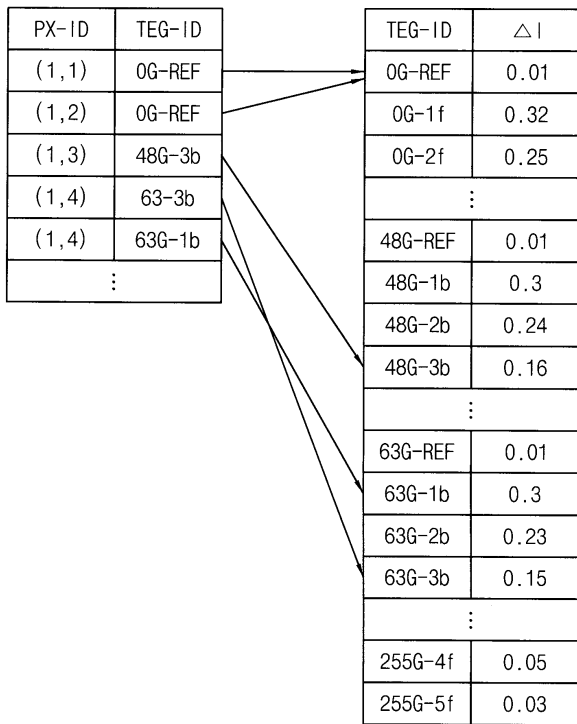 PX-ID TEG-ID
(1,1) 0G-REF
(1,2) 0G-REF
(1,3) 48G-3b
(1,4) 63-3b
(1,4) 63G-1b
⋮
TEG-ID △I
0G-REF 0.01
0G-1f 0.32
0G-2f 0.25
⋮
48G-REF 0.01
48G-1b 0.3
48G-2b 0.24
48G-3b 0.16
⋮
63G-REF 0.01
63G-1b 0.3
63G-2b 0.23
63G-3b 0.15
⋮
255G-4f 0.05
255G-5f 0.03